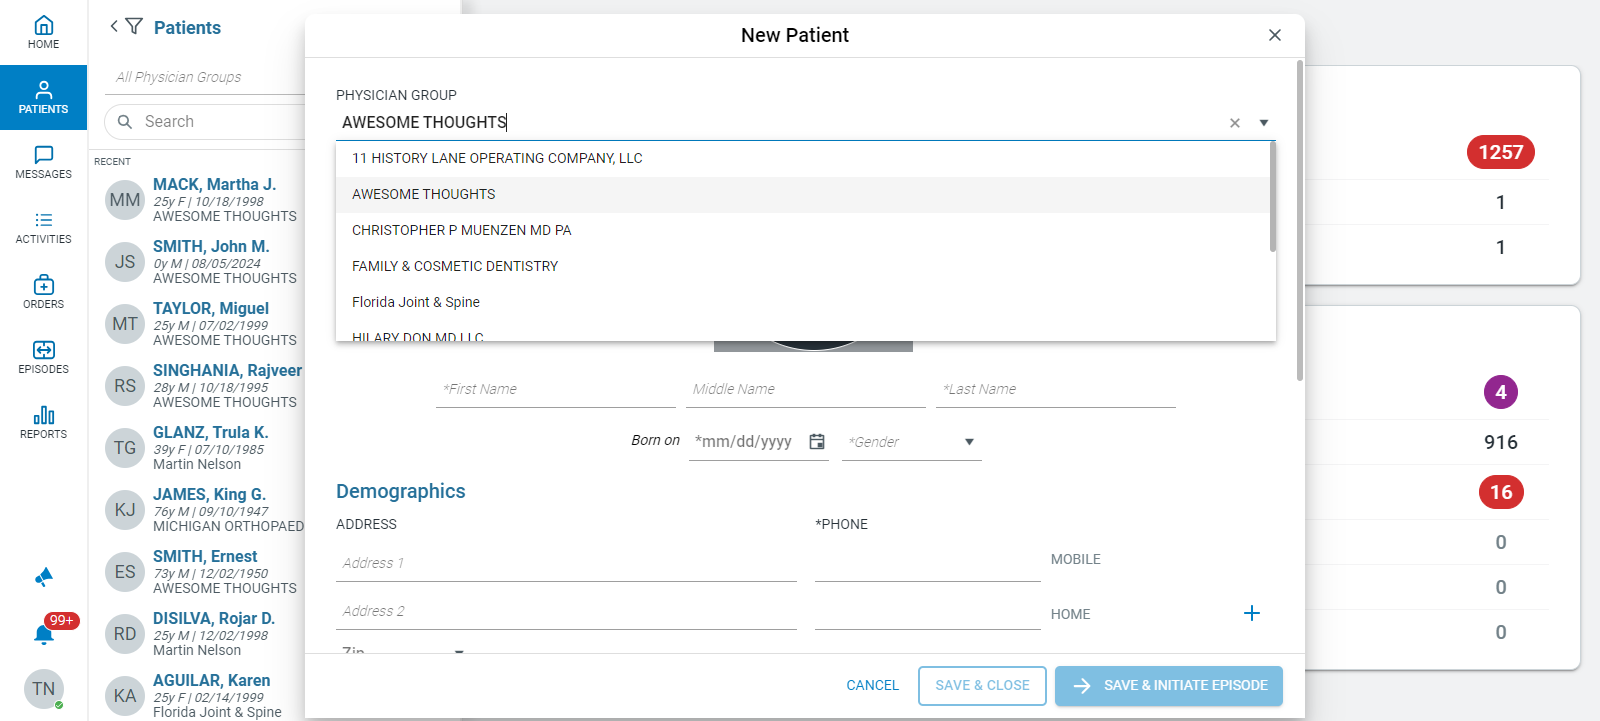 HOME
PATIENTS
MESSAGES
ACTIVITIES
ORDERS
EPISODES
REPORTS
99+
TN
Patients
All Physician Groups
Search
RECENT
MM
MACK, Martha J.
25y F | 10/18/1998
AWESOME THOUGHTS
JS
SMITH, John M.
0y M | 08/05/2024
AWESOME THOUGHTS
MT
TAYLOR, Miguel
25y M | 07/02/1999
AWESOME THOUGHTS
RS
SINGHANIA, Rajveer
28y M | 10/18/1995
AWESOME THOUGHTS
TG
GLANZ, Trula K.
39y F | 07/10/1985
Martin Nelson
KJ
JAMES, King G.
76y M | 09/10/1947
MICHIGAN ORTHOPAED
ES
SMITH, Ernest
73y M | 12/02/1950
AWESOME THOUGHTS
RD
DISILVA, Rojar D.
25y M | 12/02/1998
Martin Nelson
KA
AGUILAR, Karen
25y F | 02/14/1999
Florida Joint & Spine
New Patient
PHYSICIAN GROUP
AWESOME THOUGHTS
11 HISTORY LANE OPERATING COMPANY, LLC
AWESOME THOUGHTS
CHRISTOPHER P MUENZEN MD PA
FAMILY & COSMETIC DENTISTRY
Florida Joint & Spine
HILARY DON MD LLC
*First Name Middle Name *Last Name
Born on *mm/dd/yyyy *Gender
Demographics
ADDRESS *PHONE
Address 1 MOBILE
Address 2 HOME
Zip
CANCEL SAVE & CLOSE SAVE & INITIATE EPISODE
1257
1
1
4
916
16
0
0
0